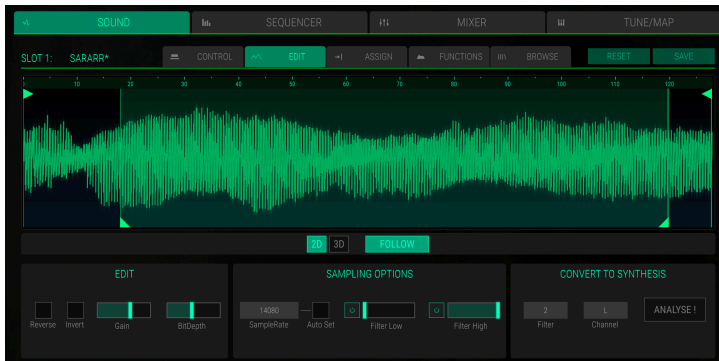 SOUND SEQUENCER MIXER TUNE/MAP
SLOT 1: SARARR* CONTROL EDIT ASSIGN FUNCTIONS BROWSE RESET SAVE
10 20 30 40 50 60 70 80 90 100 110 120
2D 3D FOLLOW
EDIT SAMPLING OPTIONS CONVERT TO SYNTHESIS
14080 2 L ANALYSE !
Reverse Invert Gain BitDepth SampleRate Auto Set Filter Low Filter High Filter Channel